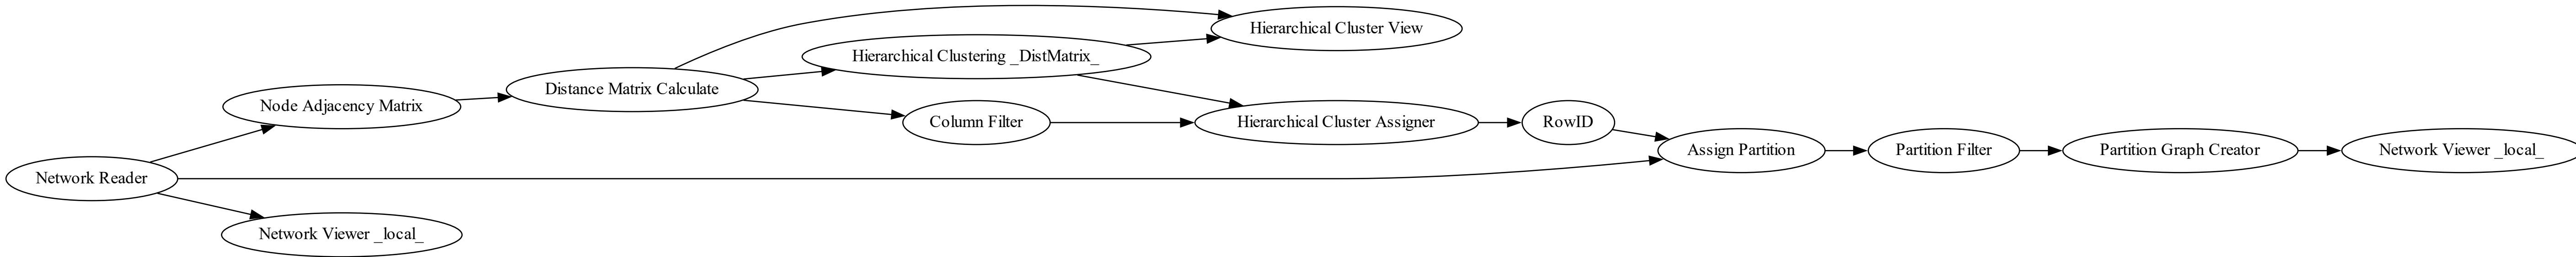 Hierarchical Cluster View
Hierarchical Clustering _DistMatrix_
Distance Matrix Calculate
Node Adjacency Matrix
Column Filter
Hierarchical Cluster Assigner
RowID
Assign Partition
Partition Filter
Partition Graph Creator
Network Viewer _local_
Network Reader
Network Viewer _local_